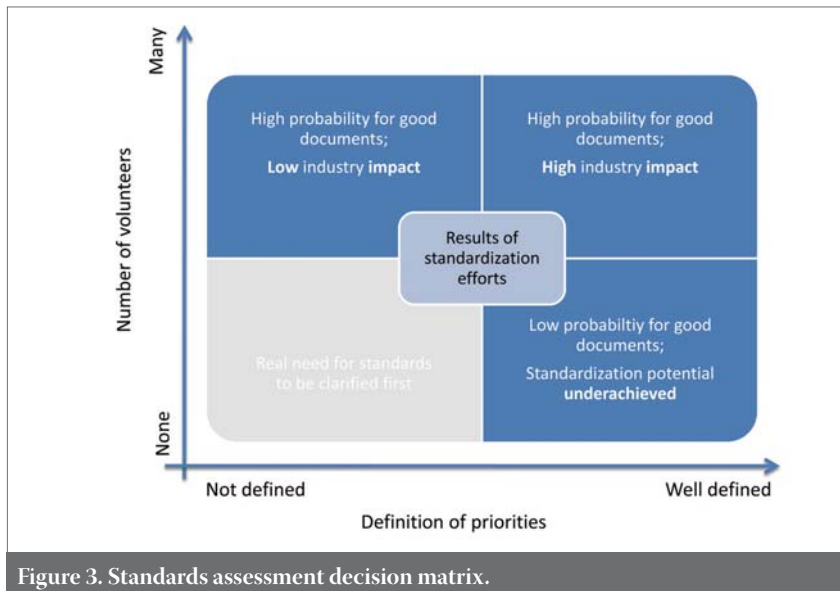 Many
Number of volunteers
None
High probability for good
documents;
Low industry impact
High probability for good
documents;
High industry impact
Results of
standardization
efforts
Real need for standards
to be clarified first
Low probabiltiy for good
documents;
Standardization potential
underachieved
Not defined
Well defined
Definition of priorities
Figure 3. Standards assessment decision matrix.